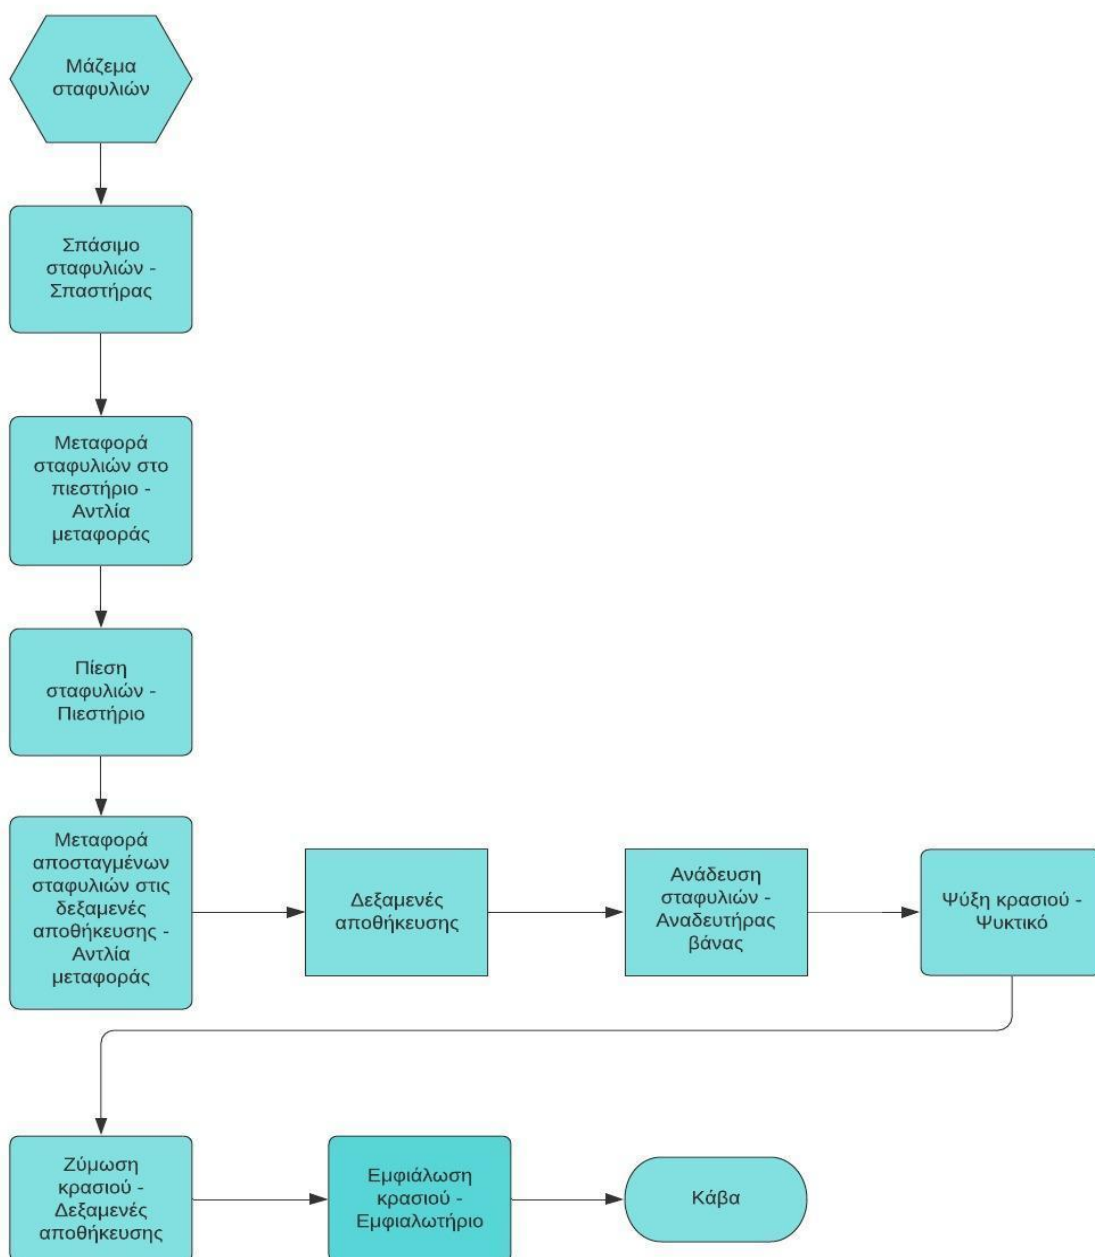 Μάζεμα
σταφυλιών
Σπάσιμο
σταφυλιών -
Σπαστήρας
Μεταφορά
σταφυλιών στο
πιεστήριο -
Αντλία
μεταφοράς
Πίεση
σταφυλιών -
Πιεστήριο
Μεταφορά
αποσταγμένων
σταφυλιών στις
δεξαμενές
αποθήκευσης -
Αντλία
μεταφοράς
Δεξαμενές
αποθήκευσης
Ανάδευση
σταφυλιών -
Αναδευτήρας
βάνας
Ψύξη κρασιού -
Ψυκτικό
Ζύμωση
κρασιού -
Δεξαμενές
αποθήκευσης
Εμφιάλωση
κρασιού -
Εμφιαλωτήριο
Κάβα